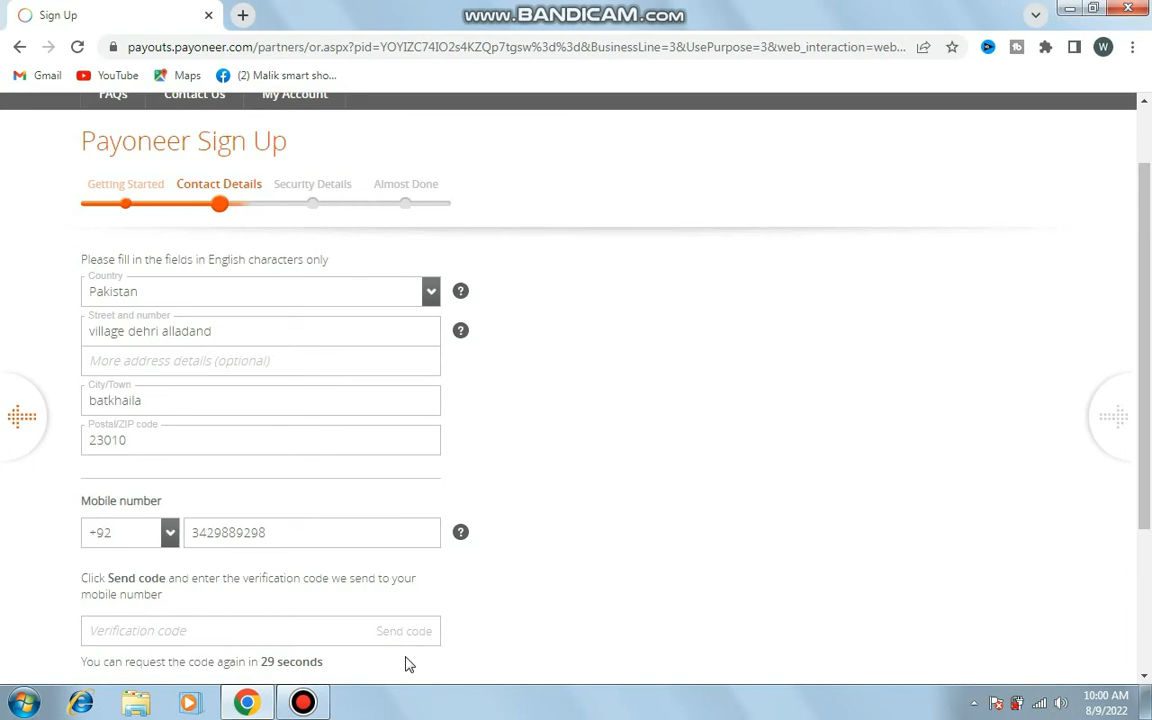 Sign Up
www.BANDICAM.com
payouts.payoneer.com/partners/or.aspx?pid=YOYIZC74IO2s4KZQp7tgsw%3d%3d&BusinessLine=3&UsePurpose=3&web_interaction=web...
W
Gmail
YouTube
Maps
(2) Malik smart sho...
FAQs
Contact Us
My Account
Payoneer Sign Up
Getting Started
Contact Details
Security Details
Almost Done
Please fill in the fields in English characters only
Country
Pakistan
?
Street and number
village dehri alladand
?
More address details (optional)
City/Town
batkhaila
Postal/ZIP code
23010
Mobile number
+92
3429889298
?
Click Send code and enter the verification code we send to your
mobile number
Verification code
Send code
You can request the code again in 29 seconds
10:00 AM
8/9/2022